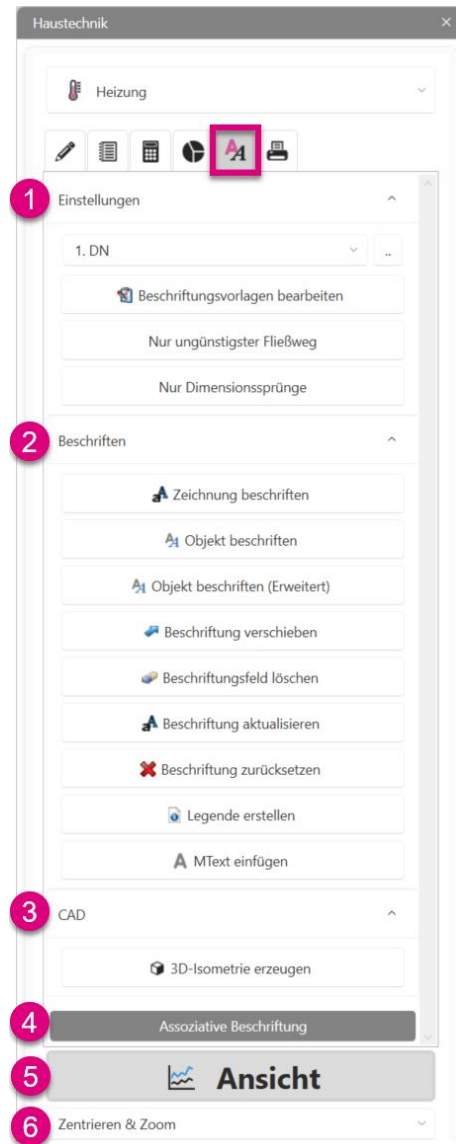 Haustechnik
Heizung
A A
1 Einstellungen
1. DN
..
Beschriftungsvorlagen bearbeiten
Nur ungünstigster Fließweg
Nur Dimensionssprünge
2 Beschriften
Zeichnung beschriften
Objekt beschriften
Objekt beschriften (Erweitert)
Beschriftung verschieben
Beschriftungsfeld löschen
Beschriftung aktualisieren
Beschriftung zurücksetzen
Legende erstellen
A MText einfügen
3 CAD
3D-Isometrie erzeugen
4 Assoziative Beschriftung
5 Ansicht
6 Zentrieren & Zoom